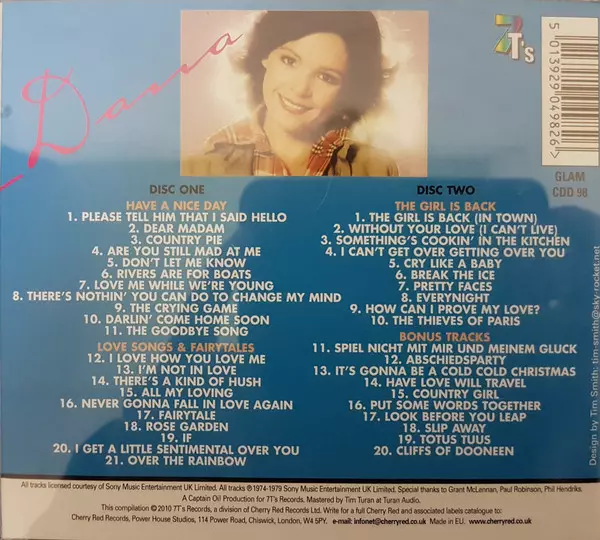 Dana
7T's
5 013929 049826 >
GLAM
CDD 98
DISC ONE
HAVE A NICE DAY
1. PLEASE TELL HIM THAT I SAID HELLO
2. DEAR MADAM
3. COUNTRY PIE
4. ARE YOU STILL MAD AT ME
5. DON'T LET ME KNOW
6. RIVERS ARE FOR BOATS
7. LOVE ME WHILE WE'RE YOUNG
8. THERE'S NOTHIN' YOU CAN DO TO CHANGE MY MIND
9. THE CRYING GAME
10. DARLIN' COME HOME SOON
11. THE GOODBYE SONG
LOVE SONGS & FAIRYTALES
12. I LOVE HOW YOU LOVE ME
13. I'M NOT IN LOVE
14. THERE'S A KIND OF HUSH
15. ALL MY LOVING
16. NEVER GONNA FALL IN LOVE AGAIN
17. FAIRYTALE
18. ROSE GARDEN
19. IF
20. I GET A LITTLE SENTIMENTAL OVER YOU
21. OVER THE RAINBOW
DISC TWO
THE GIRL IS BACK
1. THE GIRL IS BACK (IN TOWN)
2. WITHOUT YOUR LOVE (I CAN'T LIVE)
3. SOMETHING'S COOKIN' IN THE KITCHEN
4. I CAN'T GET OVER GETTING OVER YOU
5. CRY LIKE A BABY
6. BREAK THE ICE
7. PRETTY FACES
8. EVERYNIGHT
9. HOW CAN I PROVE MY LOVE?
10. THE THIEVES OF PARIS
BONUS TRACKS
11. SPIEL NICHT MIT MIR UND MEINEM GLUCK
12. ABSCHIEDSPARTY
13. IT'S GONNA BE A COLD COLD CHRISTMAS
14. HAVE LOVE WILL TRAVEL
15. COUNTRY GIRL
16. PUT SOME WORDS TOGETHER
17. LOOK BEFORE YOU LEAP
18. SLIP AWAY
19. TOTUS TUUS
20. CLIFFS OF DOONEEN
Design by Tim Smith: tim-smith@sky-rocket.net
All tracks licensed courtesy of Sony Music Entertainment UK Limited. All tracks ℗1974-1979 Sony Music Entertainment UK Limited. Special thanks to Grant McLennan, Paul Robinson, Phil Hendriks.
A Captain Oi! Production for 7T's Records. Mastered by Tim Turan at Turan Audio.
This compilation © 2010 7T's Records, a division of Cherry Red Records Ltd. Write for a full Cherry Red and associated labels catalogue to:
Cherry Red Records, Power House Studios, 114 Power Road, Chiswick, London, W4 5PY. e-mail: infonet@cherryred.co.uk Made in EU. www.cherryred.co.uk